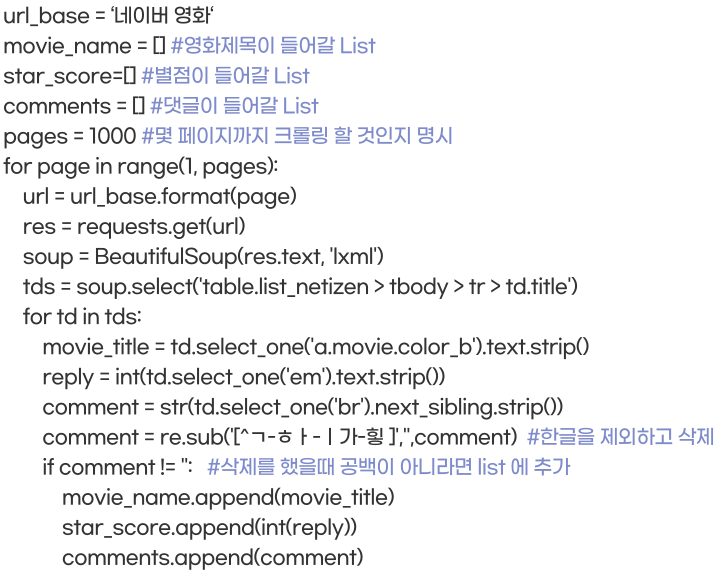 url_base = ‘네이버 영화‘
movie_name = [] #영화제목이 들어갈 List
star_score=[] #별점이 들어갈 List
comments = [] #댓글이 들어갈 List
pages = 1000 #몇 페이지까지 크롤링 할 것인지 명시
for page in range(1, pages):
url = url_base.format(page)
res = requests.get(url)
soup = BeautifulSoup(res.text, 'lxml')
tds = soup.select('table.list_netizen > tbody > tr > td.title')
for td in tds:
movie_title = td.select_one('a.movie.color_b').text.strip()
reply = int(td.select_one('em').text.strip())
comment = str(td.select_one('br').next_sibling.strip())
comment = re.sub('[^ㄱ-ㅎㅏ-ㅣ가-힣 ]','',comment) #한글을 제외하고 삭제
if comment != '': #삭제를 했을때 공백이 아니라면 list 에 추가
movie_name.append(movie_title)
star_score.append(int(reply))
comments.append(comment)